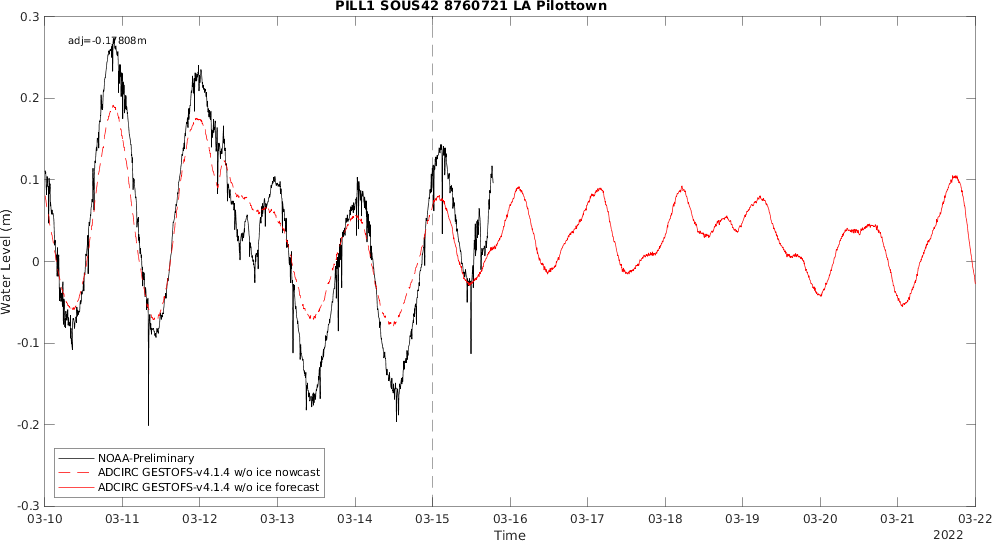 PILL1 SOUS42 8760721 LA Pilottown
adj=-0.17808m
0.3
0.2
0.1
0
-0.1
-0.2
-0.3
Water Level (m)
NOAA-Preliminary
ADCIRC GESTOFS-v4.1.4 w/o ice nowcast
ADCIRC GESTOFS-v4.1.4 w/o ice forecast
03-10 03-11 03-12 03-13 03-14 03-15 03-16 03-17 03-18 03-19 03-20 03-21 03-22
Time
2022